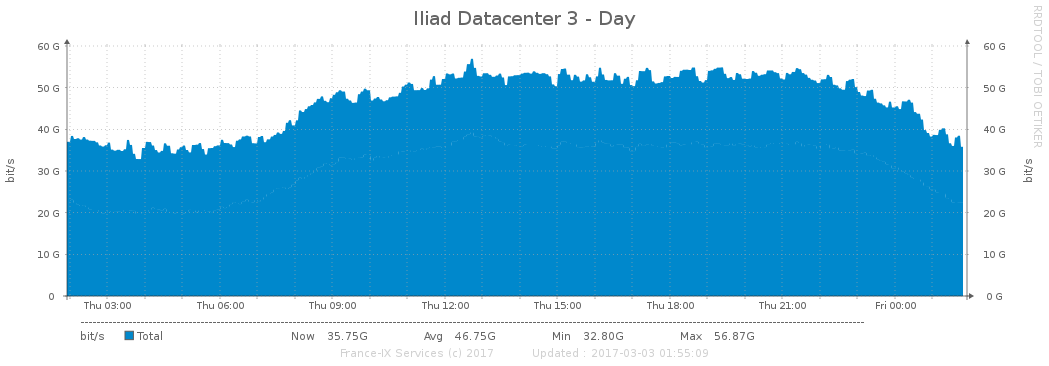 Iliad Datacenter 3 - Day
RRDTOOL / TOBI OETIKER
60 G 60 G
50 G 50 G
40 G 40 G
30 G 30 G
20 G 20 G
10 G 10 G
0 0 G
bit/s bit/s
Thu 03:00 Thu 06:00 Thu 09:00 Thu 12:00 Thu 15:00 Thu 18:00 Thu 21:00 Fri 00:00
bit/s Total Now 35.75G Avg 46.75G Min 32.80G Max 56.87G
France-IX Services (c) 2017 Updated : 2017-03-03 01:55:09